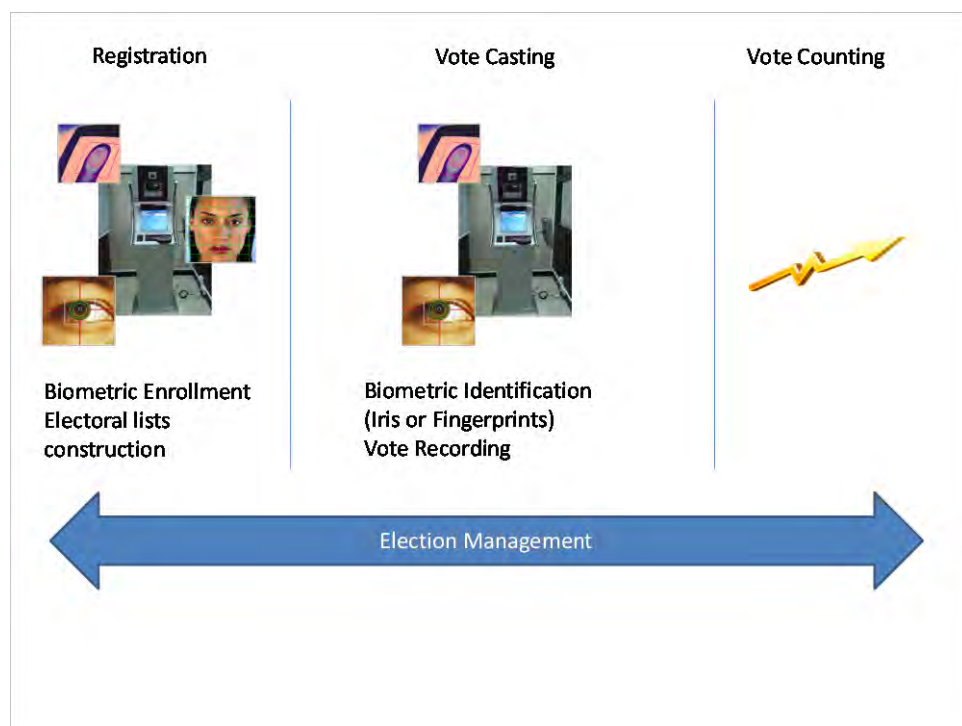 Registration
Vote Casting
Vote Counting
Biometric Enrollment
Electoral lists
construction
Biometric Identification
(Iris or Fingerprints)
Vote Recording
Election Management